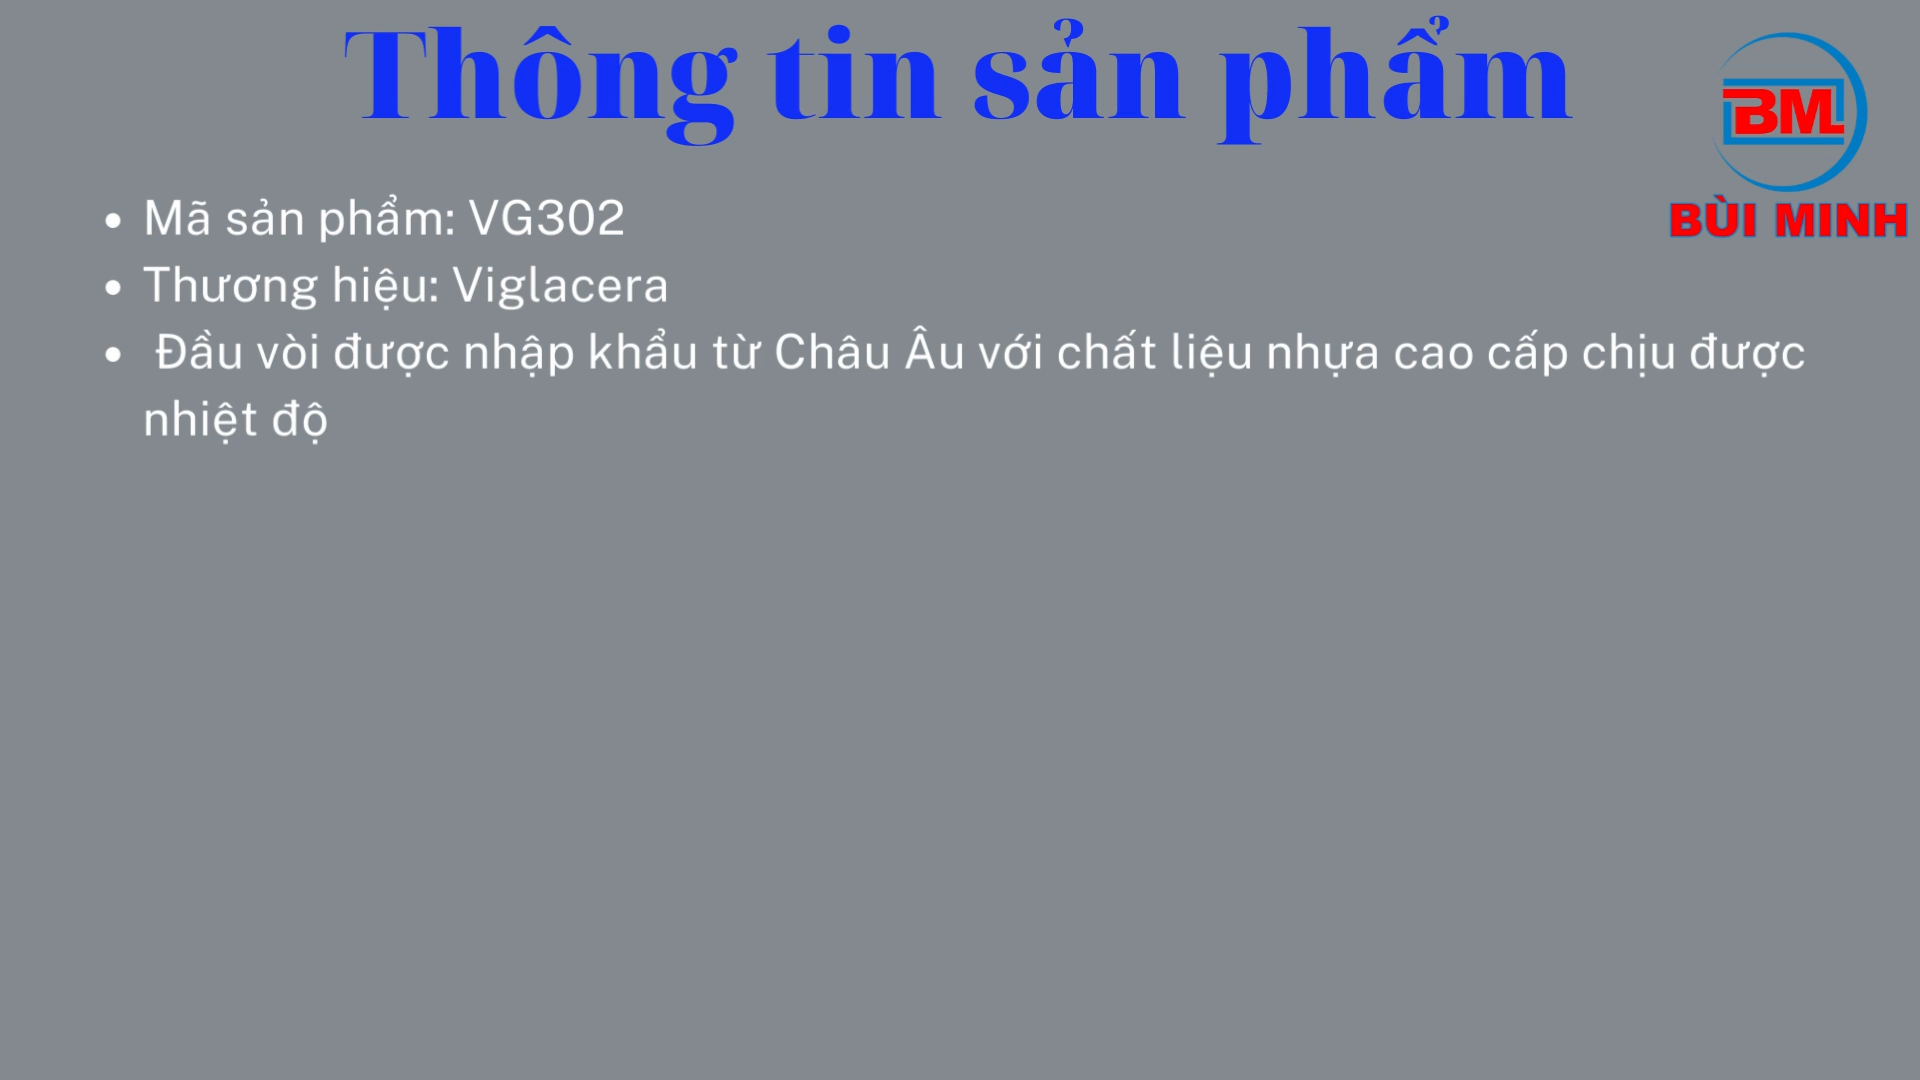 Thông tin sản phẩm
BM
BÙI MINH
Mã sản phẩm: VG302
Thương hiệu: Viglacera
Đầu vòi được nhập khẩu từ Châu Âu với chất liệu nhựa cao cấp chịu được
nhiệt độ